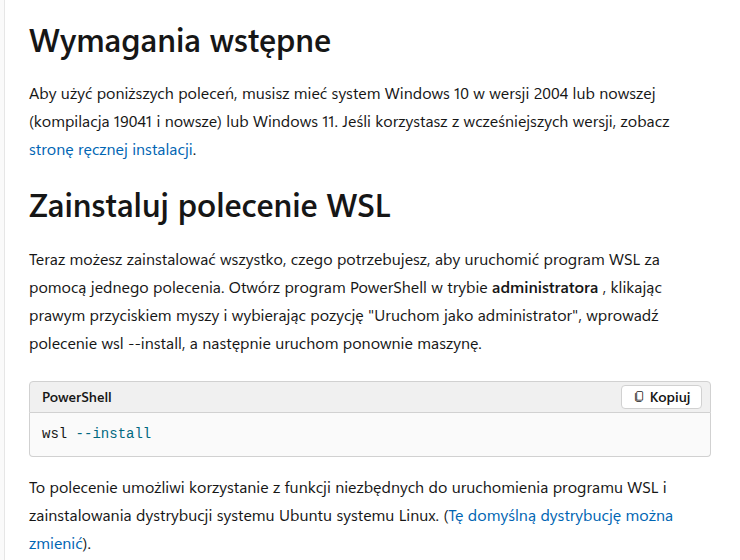 Wymagania wstępne
Aby użyć poniższych poleceń, musisz mieć system Windows 10 w wersji 2004 lub nowszej
(kompilacja 19041 i nowsze) lub Windows 11. Jeśli korzystasz z wcześniejszych wersji, zobacz
stronę ręcznej instalacji.
Zainstaluj polecenie WSL
Teraz możesz zainstalować wszystko, czego potrzebujesz, aby uruchomić program WSL za
pomocą jednego polecenia. Otwórz program PowerShell w trybie administratora , klikając
prawym przyciskiem myszy i wybierając pozycję "Uruchom jako administrator", wprowadź
polecenie wsl --install, a następnie uruchom ponownie maszynę.
PowerShell Kopiuj
wsl --install
To polecenie umożliwi korzystanie z funkcji niezbędnych do uruchomienia programu WSL i
zainstalowania dystrybucji systemu Ubuntu systemu Linux. (Tę domyślną dystrybucję można
zmienić).